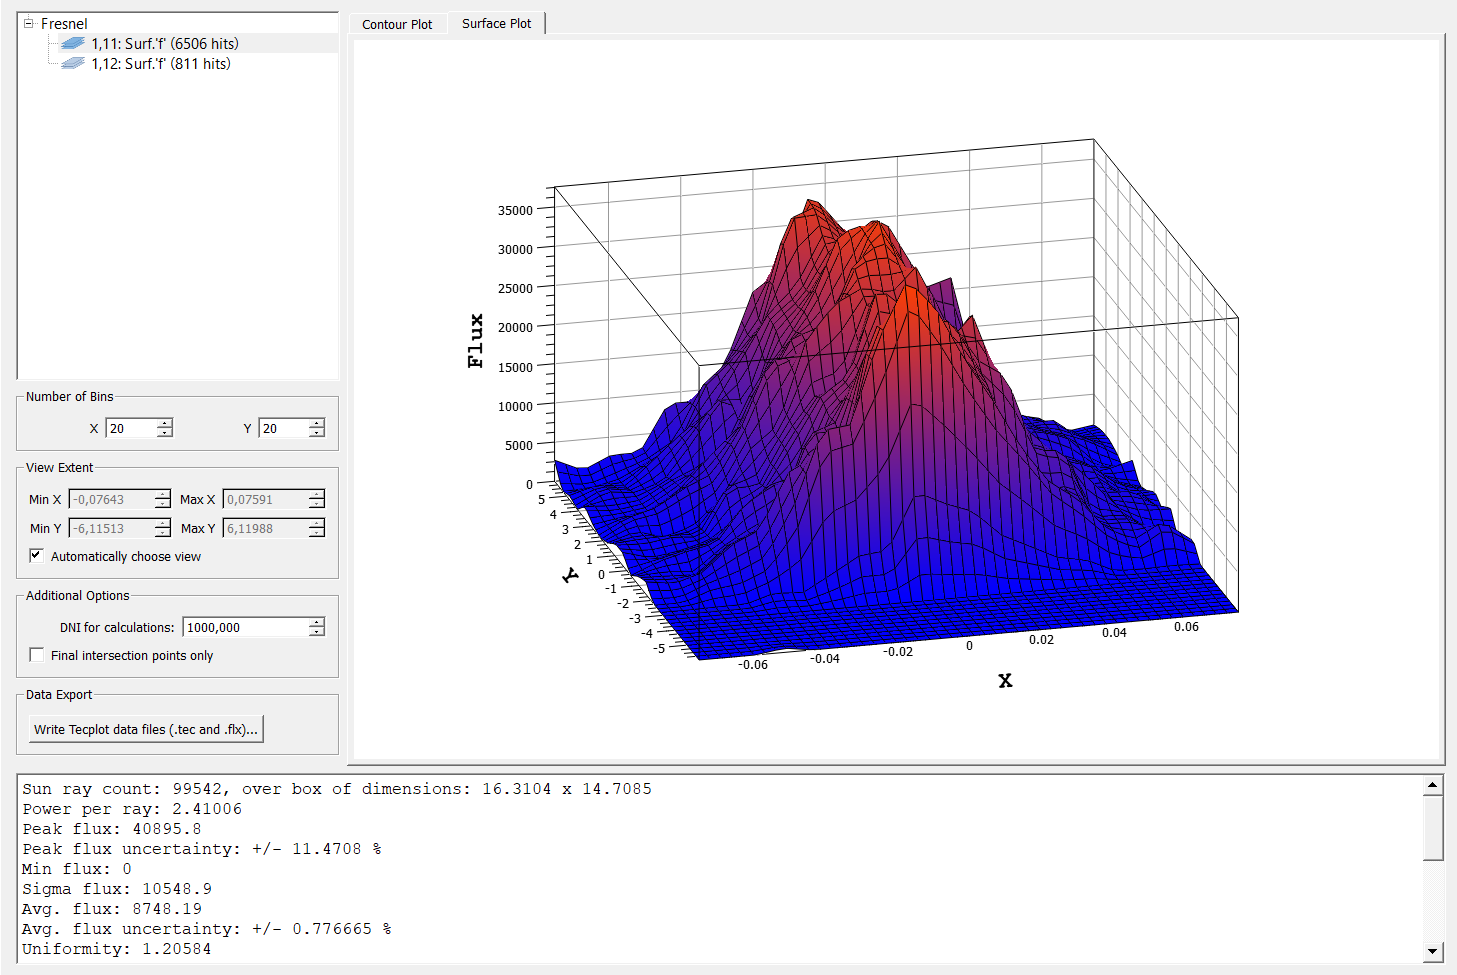 Fresnel
1,11: Surf.'f' (6506 hits)
1,12: Surf.'f' (811 hits)
Number of Bins
X 20 Y 20
View Extent
Min X -0,07643 Max X 0,07591
Min Y -6,11513 Max Y 6,11988
Automatically choose view
Additional Options
DNI for calculations: 1000,000
Final intersection points only
Data Export
Write Tecplot data files (.tec and .flx)...
Contour Plot Surface Plot
Flux
35000
30000
25000
20000
15000
10000
5000
0
Y
5
4
3
2
1
0
-1
-2
-3
-4
-5
-0.06 -0.04 -0.02 0 0.02 0.04 0.06
X
Sun ray count: 99542, over box of dimensions: 16.3104 x 14.7085
Power per ray: 2.41006
Peak flux: 40895.8
Peak flux uncertainty: +/- 11.4708 %
Min flux: 0
Sigma flux: 10548.9
Avg. flux: 8748.19
Avg. flux uncertainty: +/- 0.776665 %
Uniformity: 1.20584